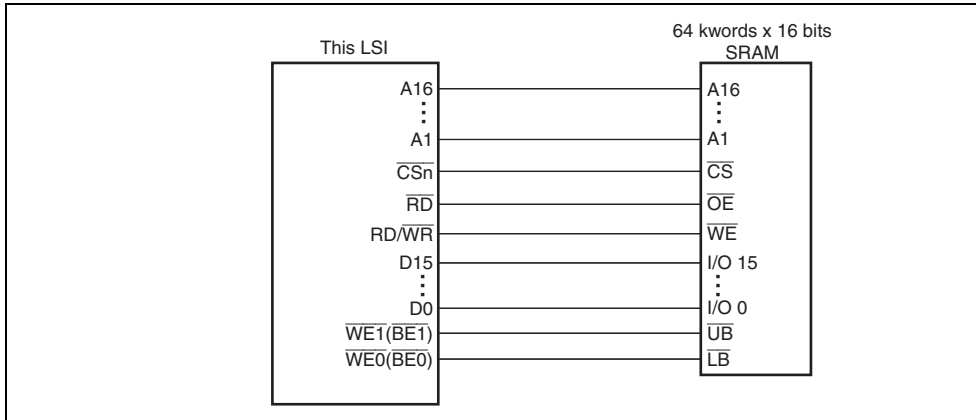 64 kwords x 16 bits
This LSI
SRAM
A16
A16
A1
A1
CSn
CS
RD
OE
RD/WR
WE
D15
I/O 15
D0
I/O 0
WE1(BE1)
UB
WE0(BE0)
LB